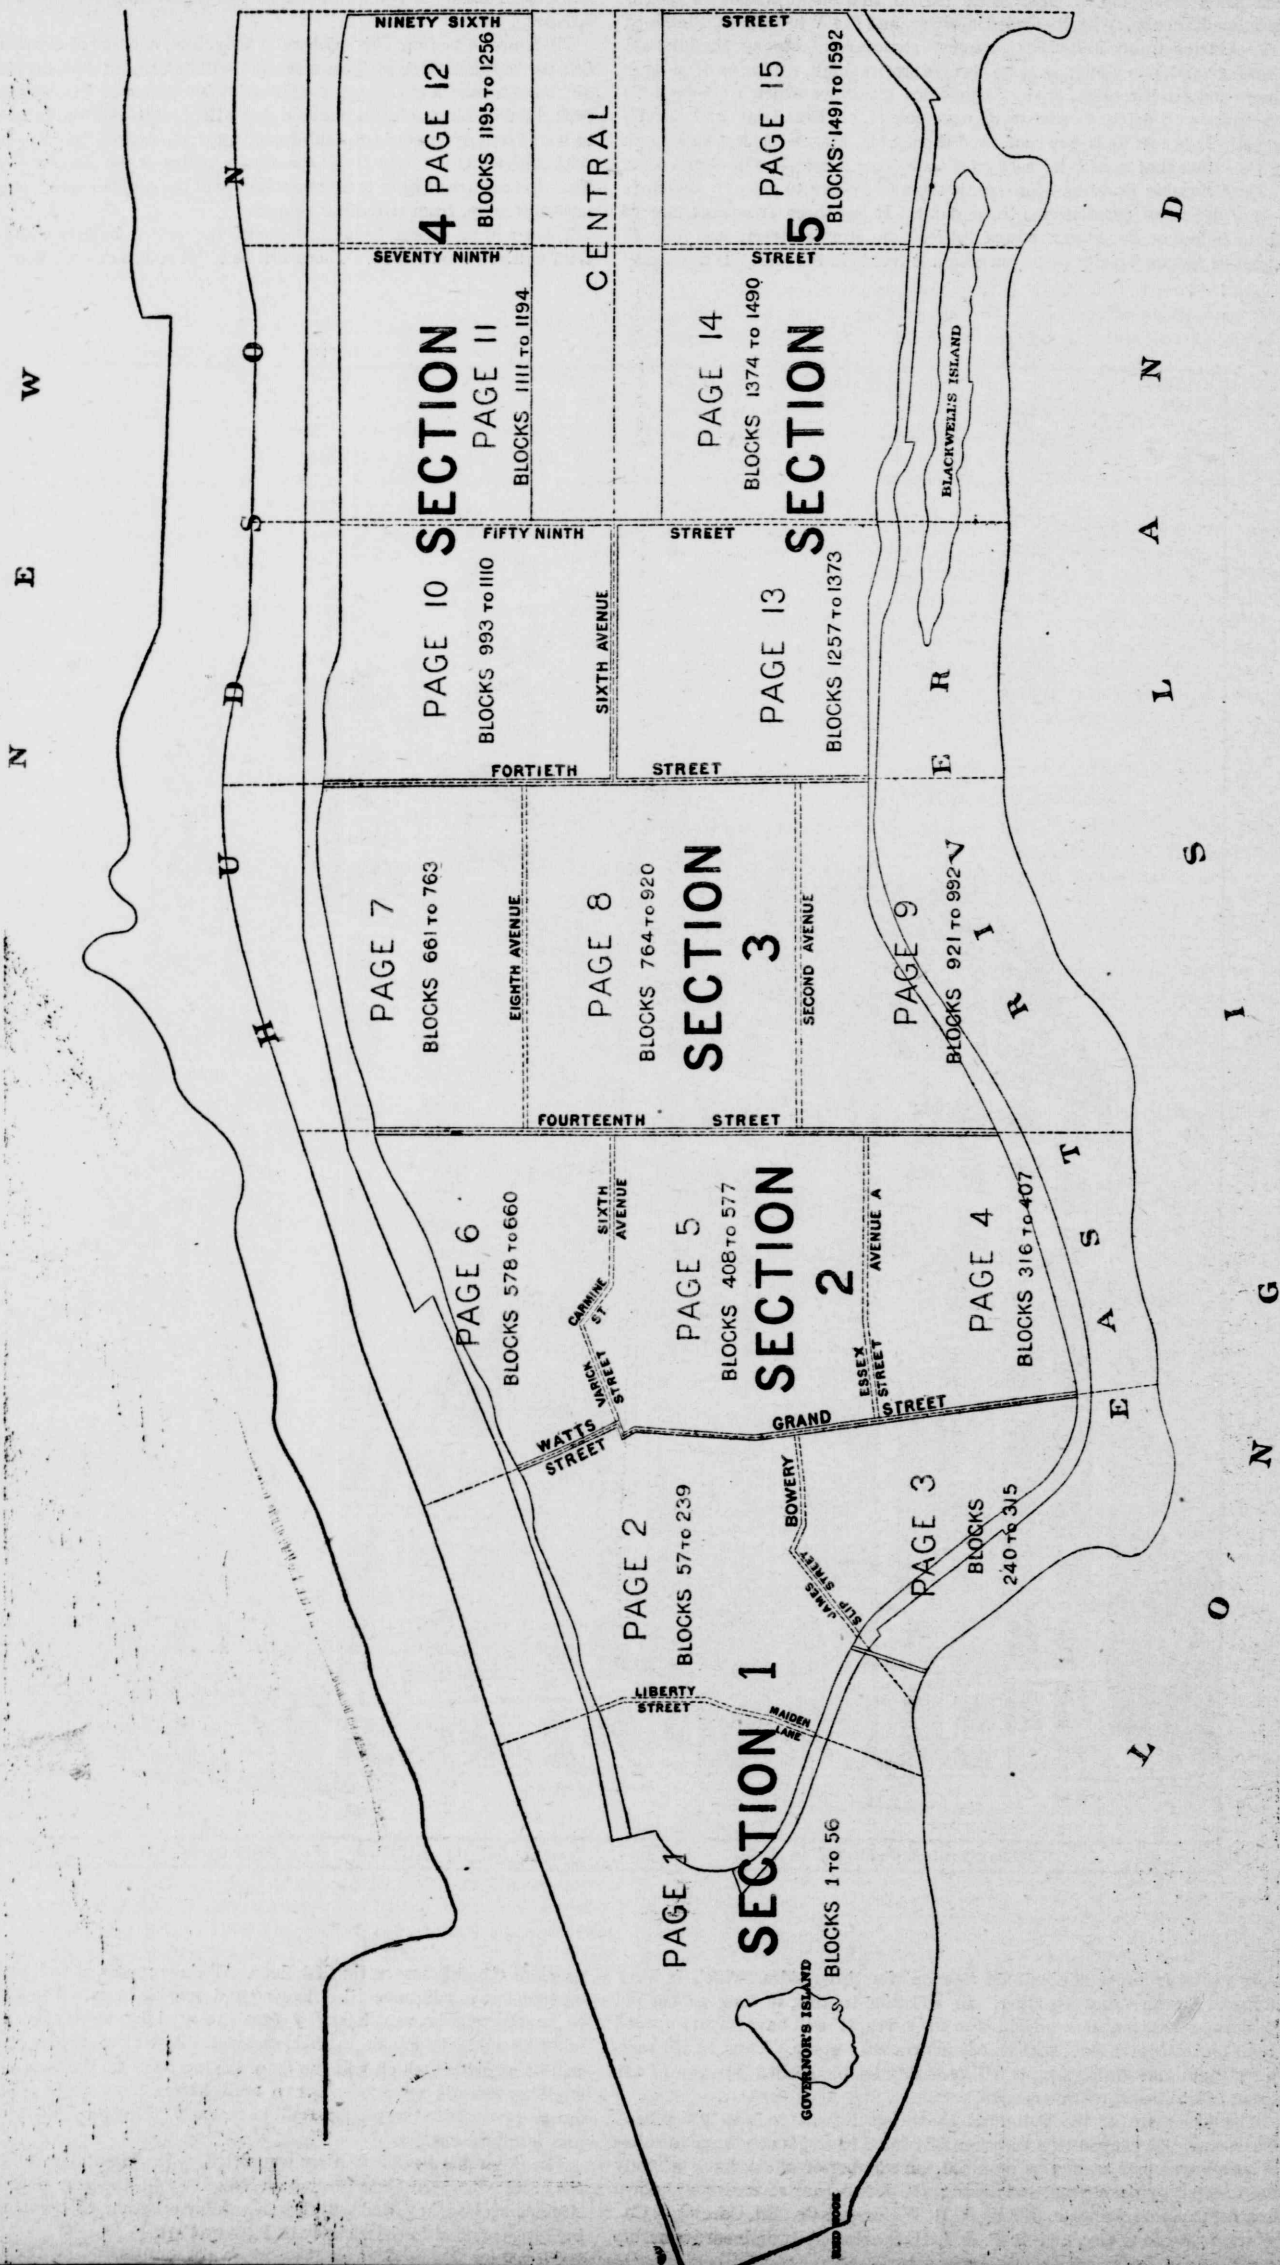 NEW
HUDSON
NINETY SIXTH STREET
4 PAGE 12
BLOCKS 1195 TO 1256
CENTRAL
PAGE 15
BLOCKS 1491 TO 1592
5
SEVENTY NINTH STREET
SECTION
PAGE 11
BLOCKS 1111 TO 1194
PAGE 14
BLOCKS 1374 TO 1490
SECTION
BLACKWELL'S ISLAND
FIFTY NINTH STREET
PAGE 10
BLOCKS 993 TO 1110
SIXTH AVENUE
PAGE 13
BLOCKS 1257 TO 1373
FORTIETH STREET
PAGE 7
BLOCKS 661 TO 763
EIGHTH AVENUE
PAGE 8
BLOCKS 764 TO 920
SECTION
3
SECOND AVENUE
PAGE 9
BLOCKS 921 TO 992
FOURTEENTH STREET
PAGE 6
BLOCKS 578 TO 660
SIXTH
AVENUE
CARMINE
ST
VARICK
STREET
PAGE 5
BLOCKS 408 TO 577
SECTION
2
AVENUE A
ESSEX
STREET
PAGE 4
BLOCKS 316 TO 407
WATTS
STREET
GRAND STREET
PAGE 2
BLOCKS 57 TO 239
BOWERY
JAMES
STREET
SLIP
PAGE 3
BLOCKS
240 TO 315
LIBERTY
STREET
MAIDEN
LANE
SECTION 1
PAGE 1
BLOCKS 1 TO 56
GOVERNOR'S ISLAND
EAST RIVER
LONG ISLAND
RED HOOK